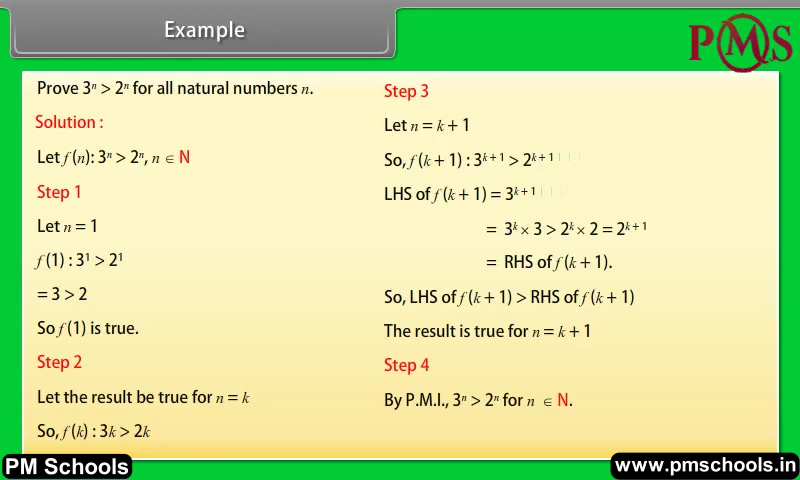 Example
PMS
Prove 3ⁿ > 2ⁿ for all natural numbers n.
Solution :
Let f (n): 3ⁿ > 2ⁿ, n ∈ N
Step 1
Let n = 1
f (1) : 3¹ > 2¹
= 3 > 2
So f (1) is true.
Step 2
Let the result be true for n = k
So, f (k) : 3k > 2k
Step 3
Let n = k + 1
So, f (k + 1) : 3ᵏ⁺¹ > 2ᵏ⁺¹
LHS of f (k + 1) = 3ᵏ⁺¹
= 3ᵏ × 3 > 2ᵏ × 2 = 2ᵏ⁺¹
= RHS of f (k + 1).
So, LHS of f (k + 1) > RHS of f (k + 1)
The result is true for n = k + 1
Step 4
By P.M.I., 3ⁿ > 2ⁿ for n ∈ N.
PM Schools
www.pmschools.in